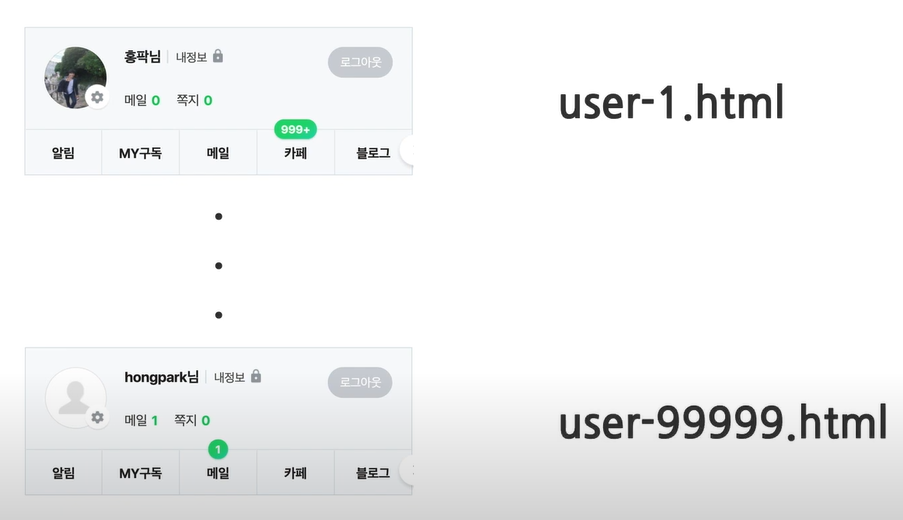 홍팍님 내정보
로그아웃
메일 0 쪽지 0
999+
알림 MY구독 메일 카페 블로그
user-1.html
hongpark님 내정보
로그아웃
메일 1 쪽지 0
1
알림 MY구독 메일 카페 블로그
user-99999.html